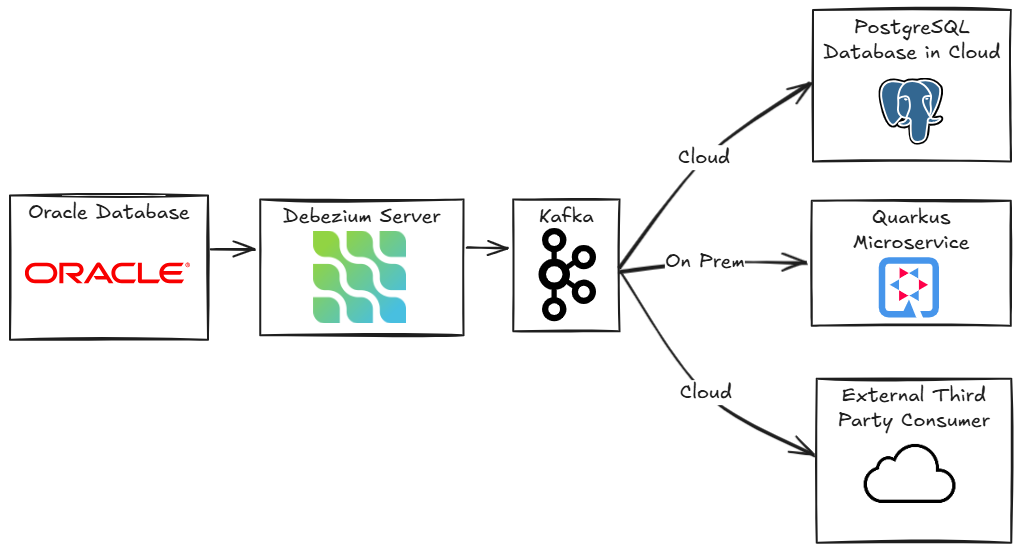 PostgreSQL
Database in Cloud
Cloud
Oracle Database
ORACLE®
Debezium Server
Kafka
On Prem
Quarkus
Microservice
Cloud
External Third
Party Consumer